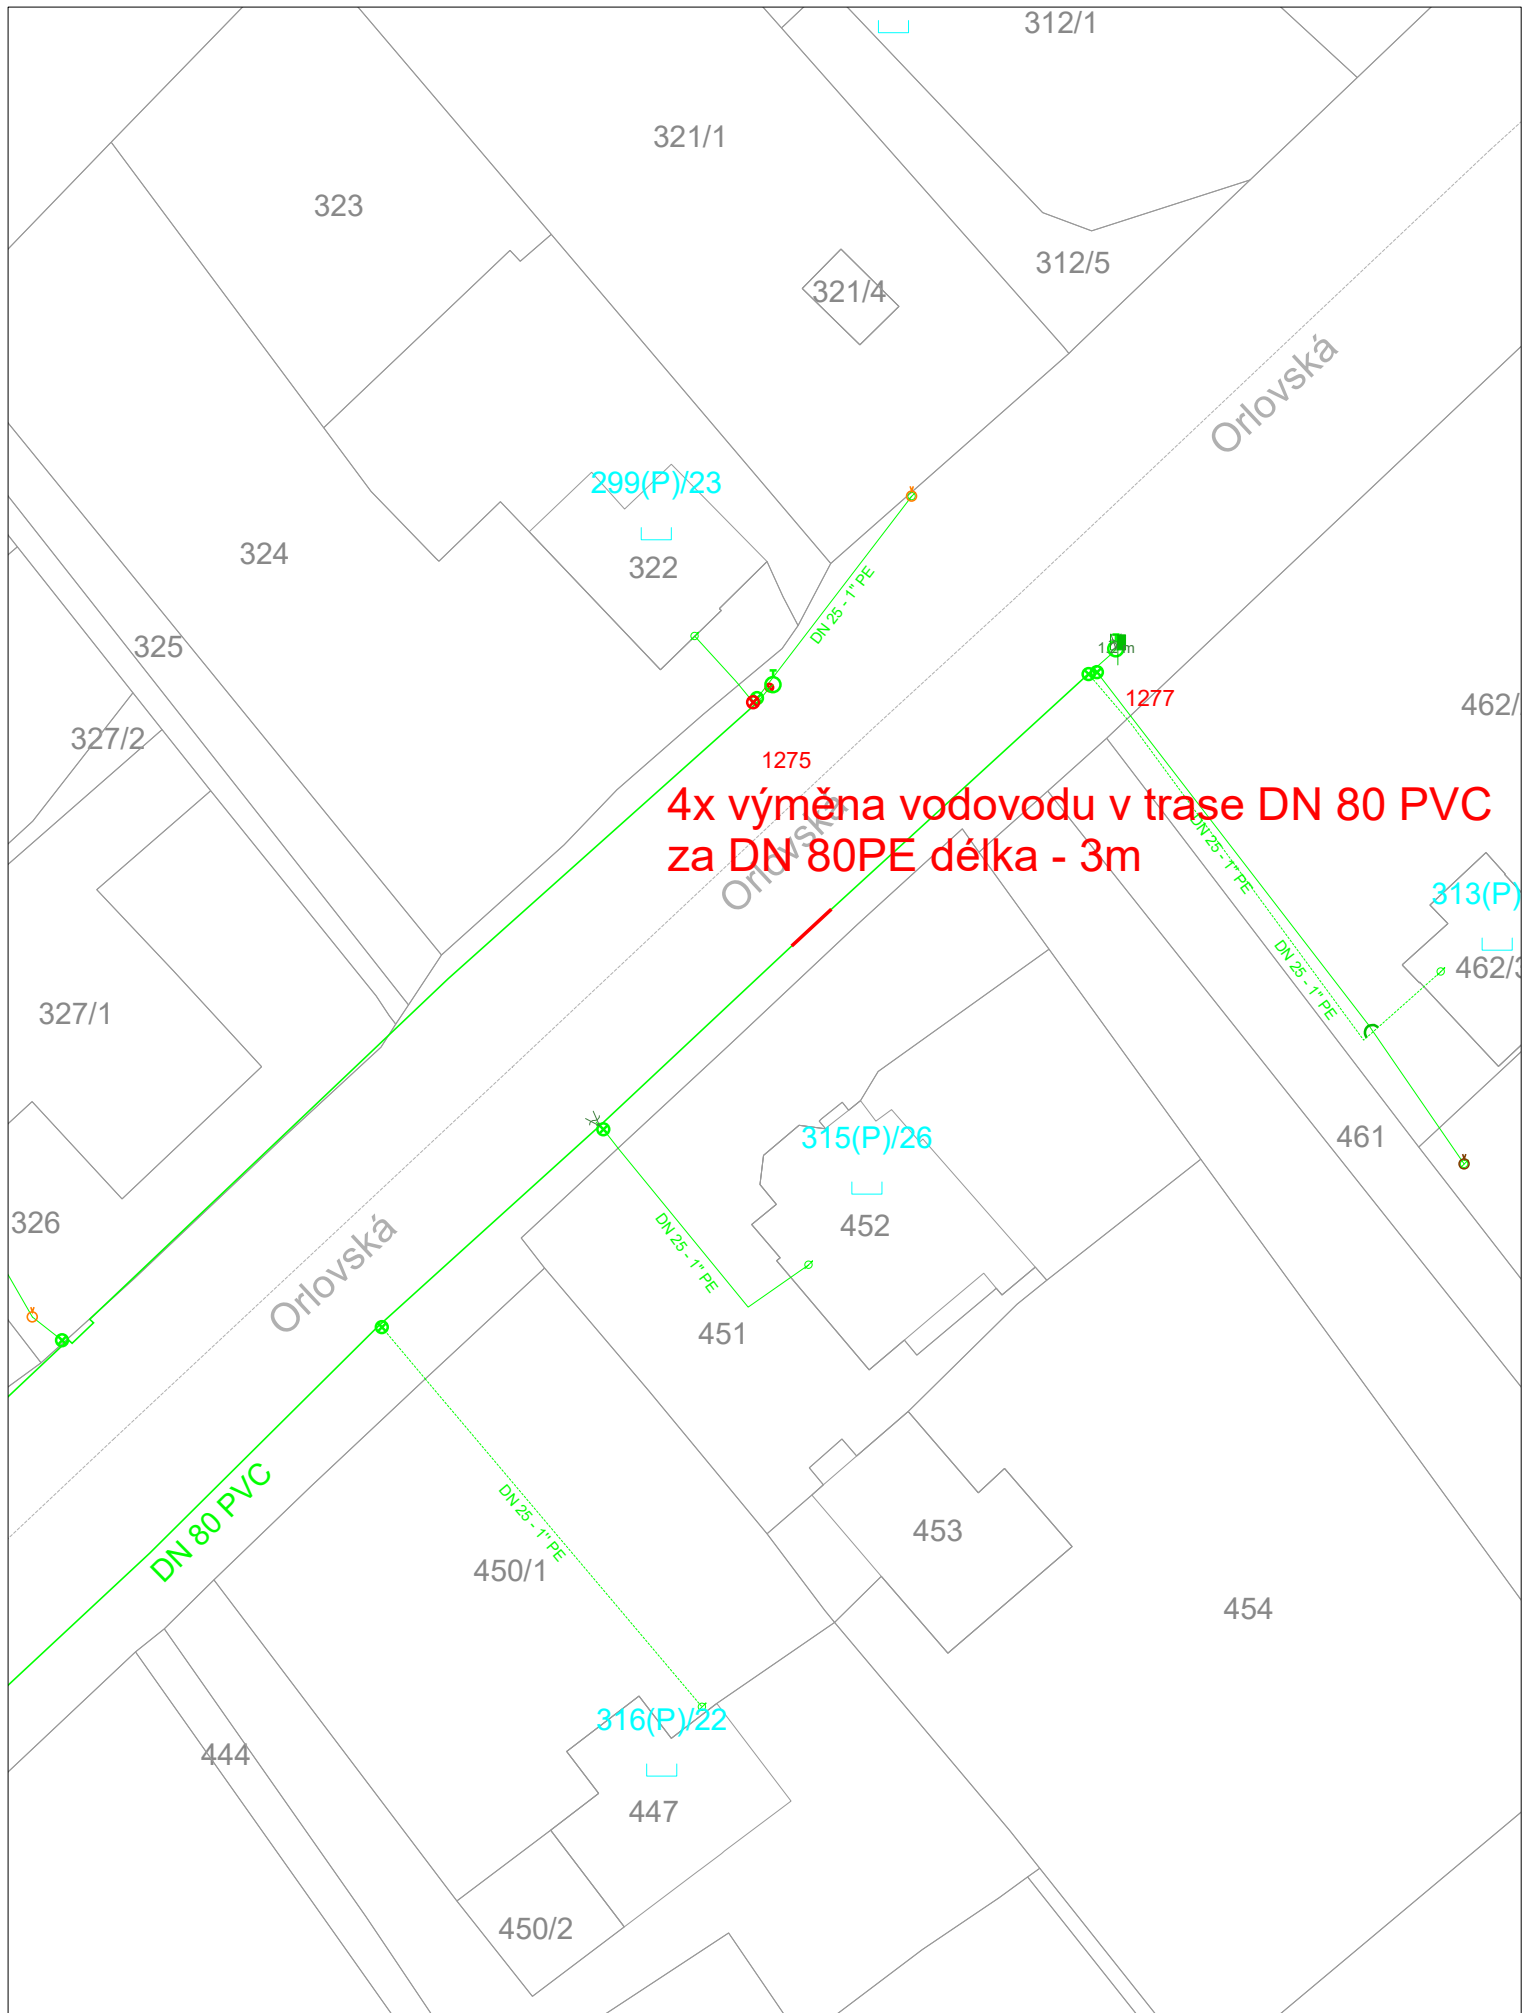 312/1
321/1
323
312/5
321/4
Orlovská
299(P)/23
324
322
DN 25 - 1" PE
325
1277
462/
327/2
1275
4x výměna vodovodu v trase DN 80 PVC
za DN 80PE délka - 3m
Orlovská
DN 25 - 1" PE
313(P)
DN 25 - 1" PE
462/3
327/1
315(P)/26
461
326
452
DN 25 - 1" PE
Orlovská
451
DN 80 PVC
DN 25 - 1" PE
453
450/1
454
316(P)/22
444
447
450/2